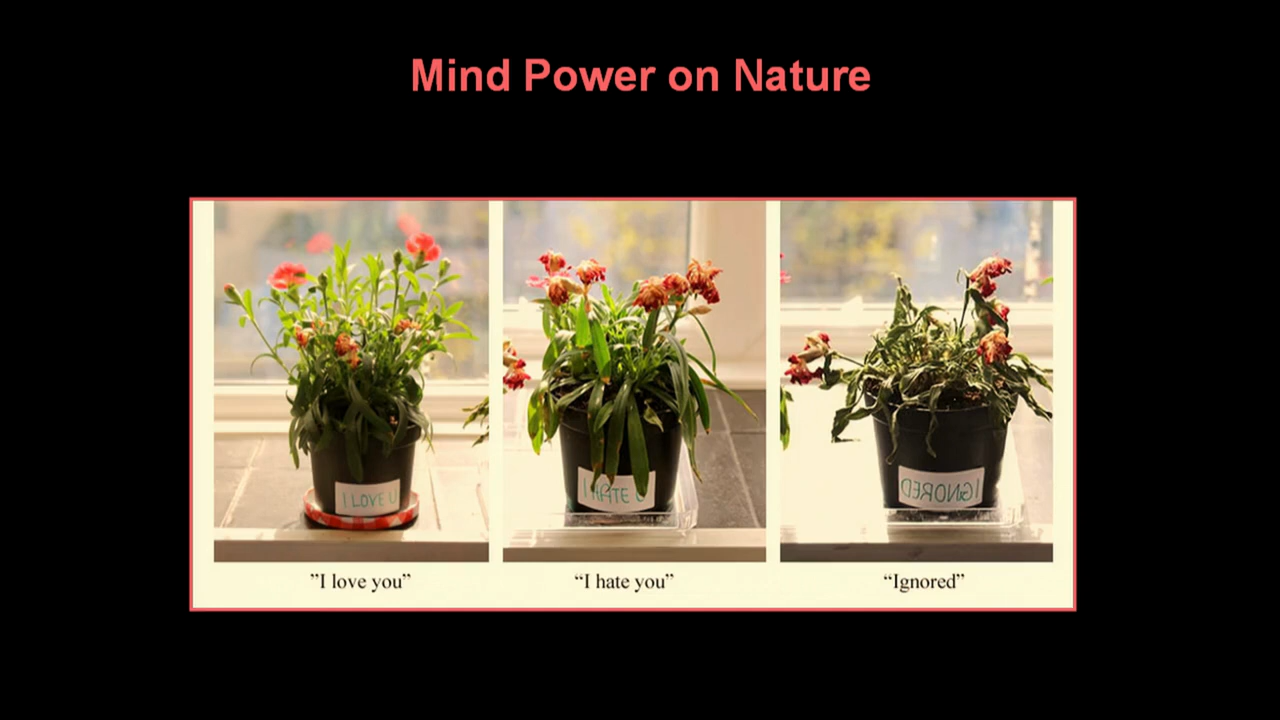 Mind Power on Nature
I LOVE U
I HATE U
IGNORED
”I love you”
“I hate you”
“Ignored”